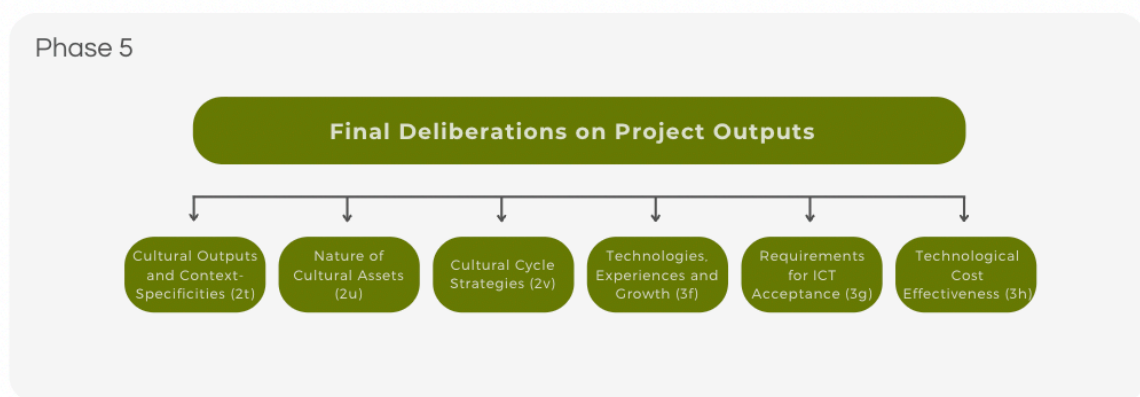 Phase 5
Final Deliberations on Project Outputs
Cultural Outputs
and Context-
Specificities (2t)
Nature of
Cultural Assets
(2u)
Cultural Cycle
Strategies (2v)
Technologies,
Experiences and
Growth (3f)
Requirements
for ICT
Acceptance (3g)
Technological
Cost
Effectiveness (3h)